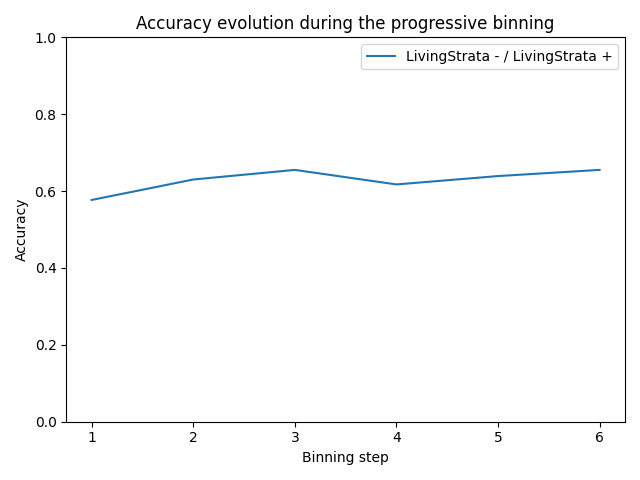 Accuracy evolution during the progressive binning
LivingStrata - / LivingStrata +
1.0
0.8
0.6
0.4
0.2
0.0
Accuracy
1 2 3 4 5 6
Binning step